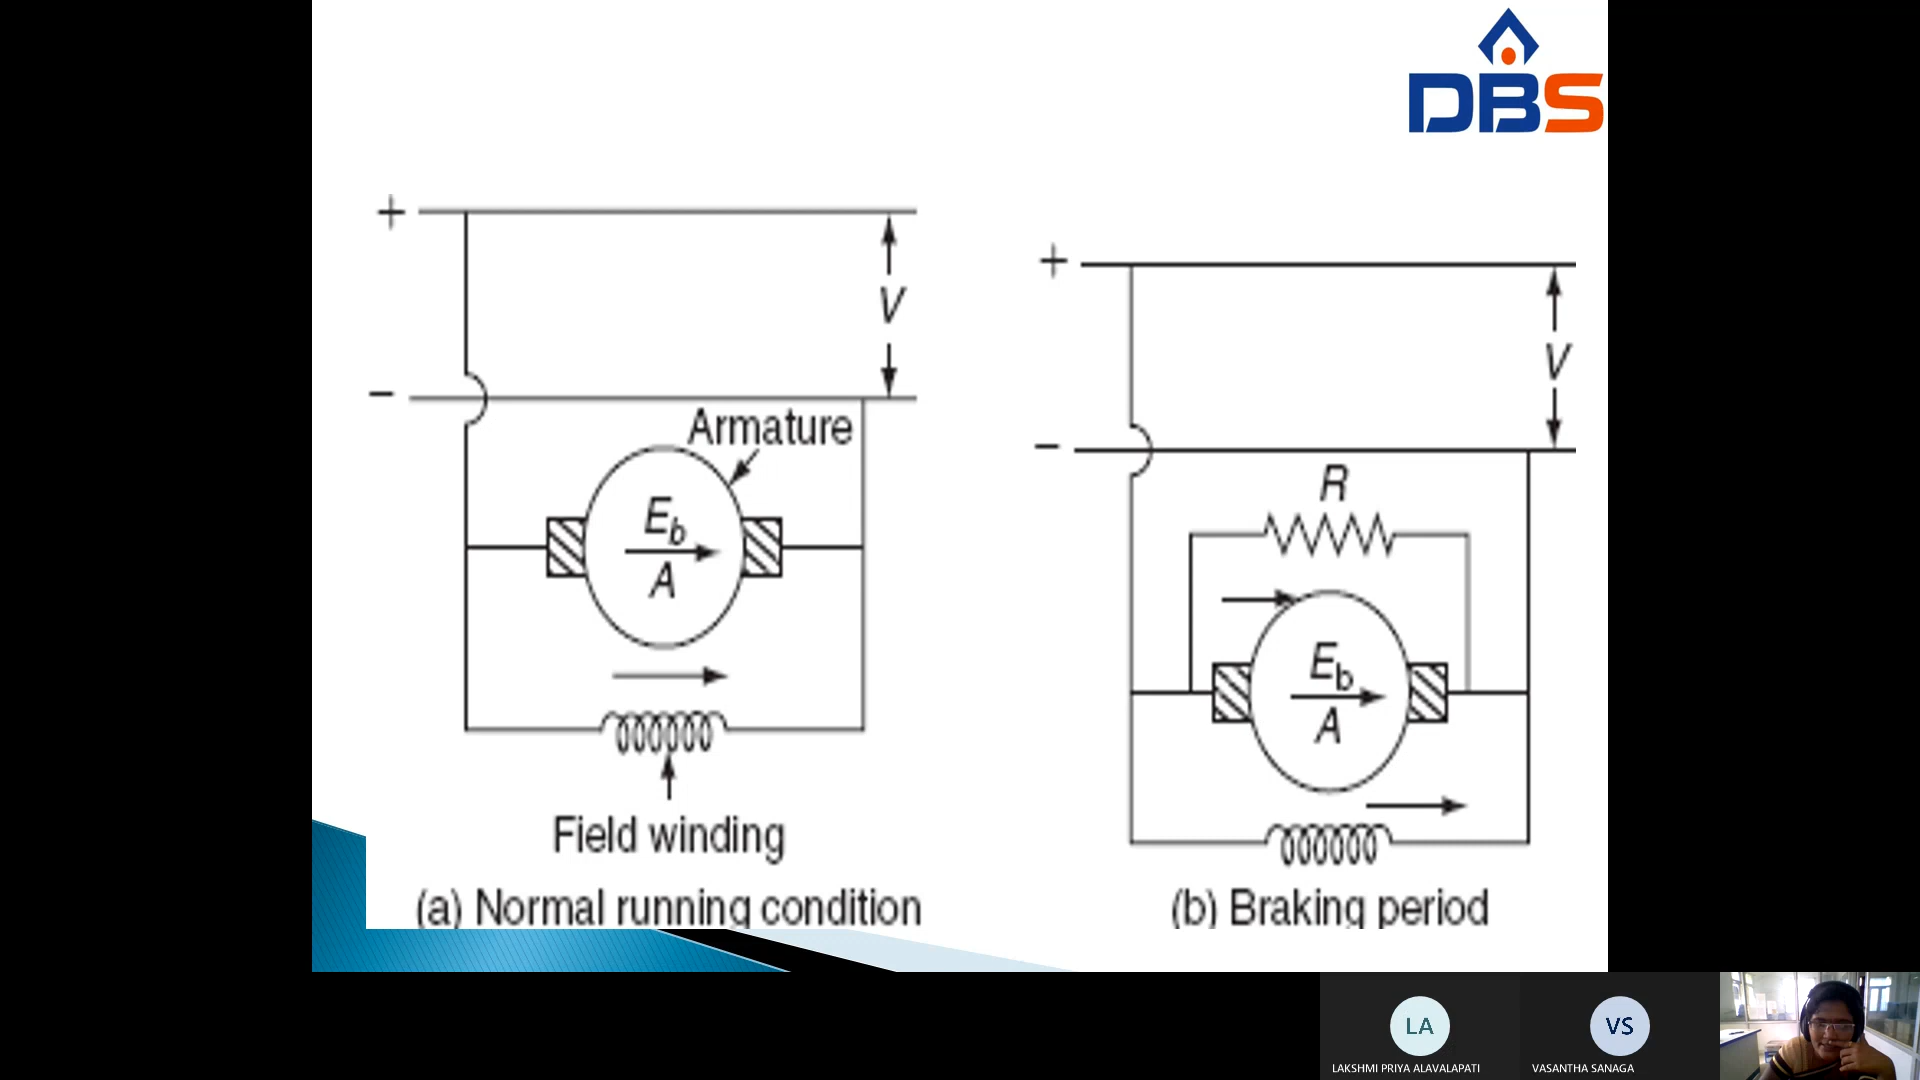 DBS
+
V
−
Armature
E_b
A
Field winding
(a) Normal running condition
+
V
−
R
E_b
A
(b) Braking period
LA
LAKSHMI PRIYA ALAVALAPATI
VS
VASANTHA SANAGA